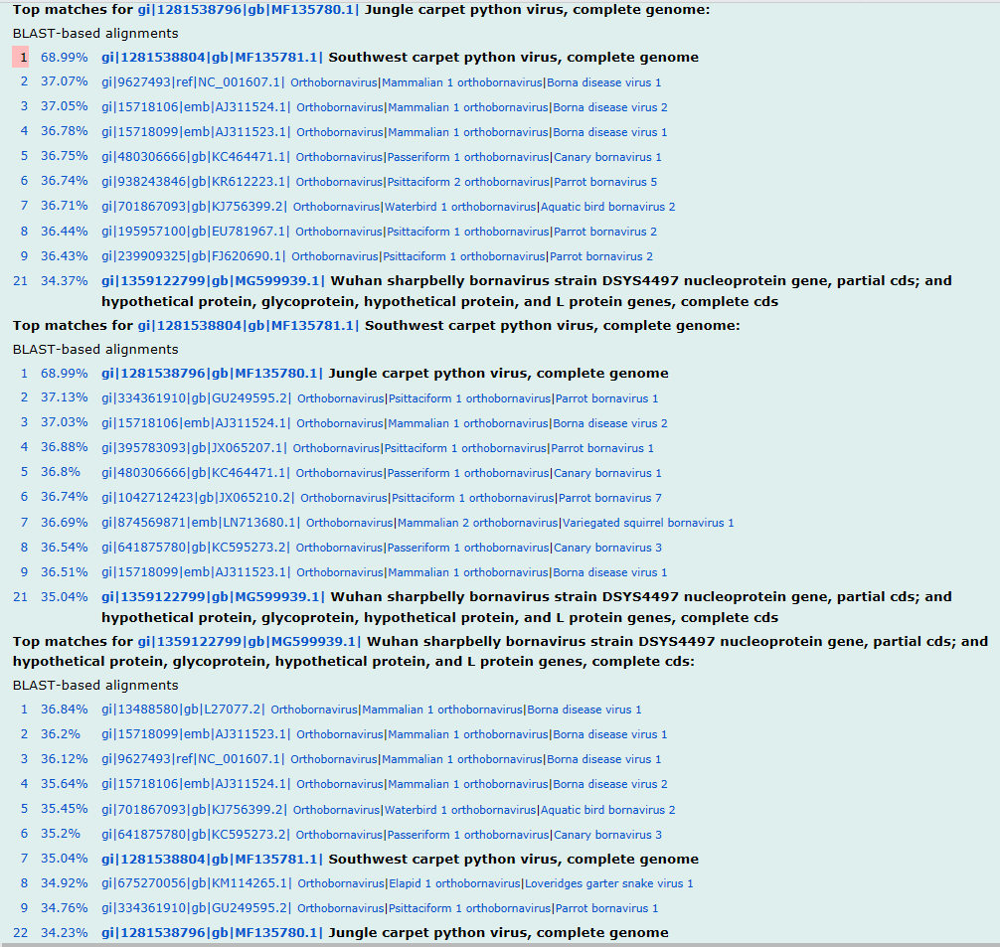 Top matches for gi|1281538796|gb|MF135780.1| Jungle carpet python virus, complete genome:
BLAST-based alignments
1 68.99% gi|1281538804|gb|MF135781.1| Southwest carpet python virus, complete genome
2 37.07% gi|9627493|ref|NC_001607.1| Orthobornavirus|Mammalian 1 orthobornavirus|Borna disease virus 1
3 37.05% gi|15718106|emb|AJ311524.1| Orthobornavirus|Mammalian 1 orthobornavirus|Borna disease virus 2
4 36.78% gi|15718099|emb|AJ311523.1| Orthobornavirus|Mammalian 1 orthobornavirus|Borna disease virus 1
5 36.75% gi|480306666|gb|KC464471.1| Orthobornavirus|Passeriform 1 orthobornavirus|Canary bornavirus 1
6 36.74% gi|938243846|gb|KR612223.1| Orthobornavirus|Psittaciform 2 orthobornavirus|Parrot bornavirus 5
7 36.71% gi|701867093|gb|KJ756399.2| Orthobornavirus|Waterbird 1 orthobornavirus|Aquatic bird bornavirus 2
8 36.44% gi|195957100|gb|EU781967.1| Orthobornavirus|Psittaciform 1 orthobornavirus|Parrot bornavirus 2
9 36.43% gi|239909325|gb|FJ620690.1| Orthobornavirus|Psittaciform 1 orthobornavirus|Parrot bornavirus 2
21 34.37% gi|1359122799|gb|MG599939.1| Wuhan sharpbelly bornavirus strain DSYS4497 nucleoprotein gene, partial cds; and
hypothetical protein, glycoprotein, hypothetical protein, and L protein genes, complete cds
Top matches for gi|1281538804|gb|MF135781.1| Southwest carpet python virus, complete genome:
BLAST-based alignments
1 68.99% gi|1281538796|gb|MF135780.1| Jungle carpet python virus, complete genome
2 37.13% gi|334361910|gb|GU249595.2| Orthobornavirus|Psittaciform 1 orthobornavirus|Parrot bornavirus 1
3 37.03% gi|15718106|emb|AJ311524.1| Orthobornavirus|Mammalian 1 orthobornavirus|Borna disease virus 2
4 36.88% gi|395783093|gb|JX065207.1| Orthobornavirus|Psittaciform 1 orthobornavirus|Parrot bornavirus 1
5 36.8% gi|480306666|gb|KC464471.1| Orthobornavirus|Passeriform 1 orthobornavirus|Canary bornavirus 1
6 36.74% gi|1042712423|gb|JX065210.2| Orthobornavirus|Psittaciform 1 orthobornavirus|Parrot bornavirus 7
7 36.69% gi|874569871|emb|LN713680.1| Orthobornavirus|Mammalian 2 orthobornavirus|Variegated squirrel bornavirus 1
8 36.54% gi|641875780|gb|KC595273.2| Orthobornavirus|Passeriform 1 orthobornavirus|Canary bornavirus 3
9 36.51% gi|15718099|emb|AJ311523.1| Orthobornavirus|Mammalian 1 orthobornavirus|Borna disease virus 1
21 35.04% gi|1359122799|gb|MG599939.1| Wuhan sharpbelly bornavirus strain DSYS4497 nucleoprotein gene, partial cds; and
hypothetical protein, glycoprotein, hypothetical protein, and L protein genes, complete cds
Top matches for gi|1359122799|gb|MG599939.1| Wuhan sharpbelly bornavirus strain DSYS4497 nucleoprotein gene, partial cds; and
hypothetical protein, glycoprotein, hypothetical protein, and L protein genes, complete cds:
BLAST-based alignments
1 36.84% gi|13488580|gb|L27077.2| Orthobornavirus|Mammalian 1 orthobornavirus|Borna disease virus 1
2 36.2% gi|15718099|emb|AJ311523.1| Orthobornavirus|Mammalian 1 orthobornavirus|Borna disease virus 1
3 36.12% gi|9627493|ref|NC_001607.1| Orthobornavirus|Mammalian 1 orthobornavirus|Borna disease virus 1
4 35.64% gi|15718106|emb|AJ311524.1| Orthobornavirus|Mammalian 1 orthobornavirus|Borna disease virus 2
5 35.45% gi|701867093|gb|KJ756399.2| Orthobornavirus|Waterbird 1 orthobornavirus|Aquatic bird bornavirus 2
6 35.2% gi|641875780|gb|KC595273.2| Orthobornavirus|Passeriform 1 orthobornavirus|Canary bornavirus 3
7 35.04% gi|1281538804|gb|MF135781.1| Southwest carpet python virus, complete genome
8 34.92% gi|675270056|gb|KM114265.1| Orthobornavirus|Elapid 1 orthobornavirus|Loveridges garter snake virus 1
9 34.76% gi|334361910|gb|GU249595.2| Orthobornavirus|Psittaciform 1 orthobornavirus|Parrot bornavirus 1
22 34.23% gi|1281538796|gb|MF135780.1| Jungle carpet python virus, complete genome